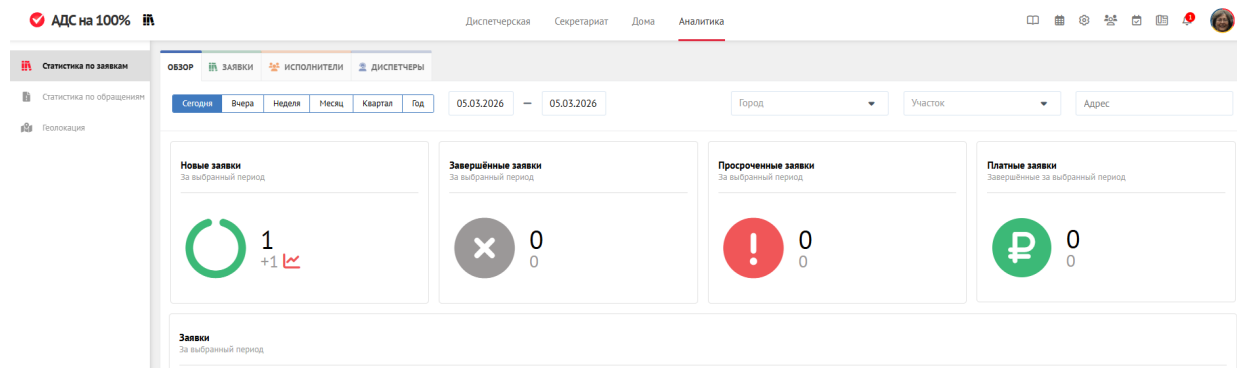 АДС на 100%
Диспетчерская Секретариат Дома Аналитика
Статистика по заявкам
Статистика по обращениям
Геолокация
ОБЗОР ЗАЯВКИ ИСПОЛНИТЕЛИ ДИСПЕТЧЕРЫ
Сегодня Вчера Неделя Месяц Квартал Год 05.03.2026 — 05.03.2026 Город Участок Адрес
Новые заявки
За выбранный период
1
+1
Завершённые заявки
За выбранный период
0
0
Просроченные заявки
За выбранный период
0
0
Платные заявки
Завершённые за выбранный период
0
0
Заявки
За выбранный период